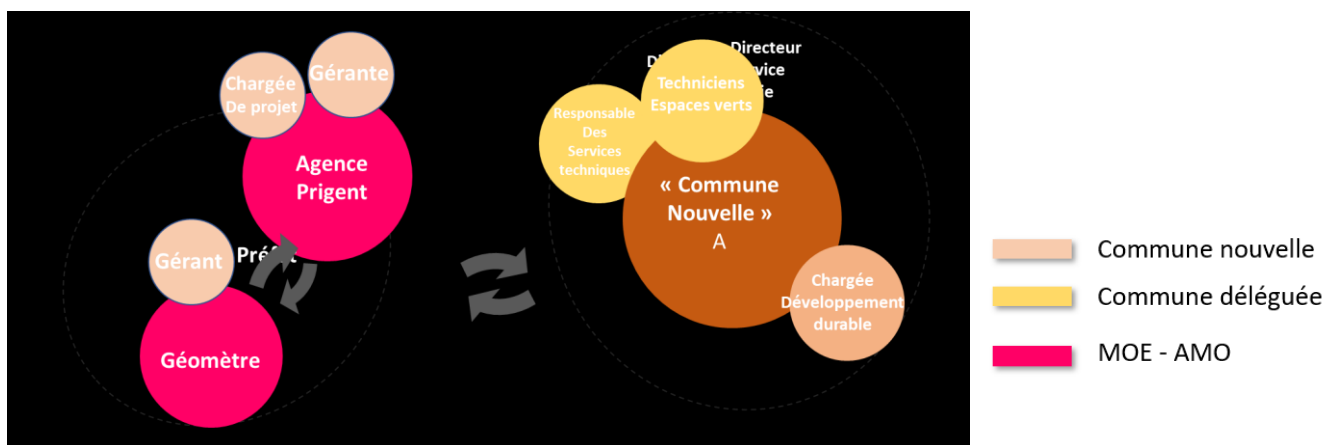 Chargée
De projet
Gérante
Agence
Prigent
Gérant
Géomètre
Directeur
Techniciens
Espaces verts
Responsable
Des
Services
techniques
« Commune
Nouvelle »
A
Chargée
Développement
durable
Commune nouvelle
Commune déléguée
MOE - AMO